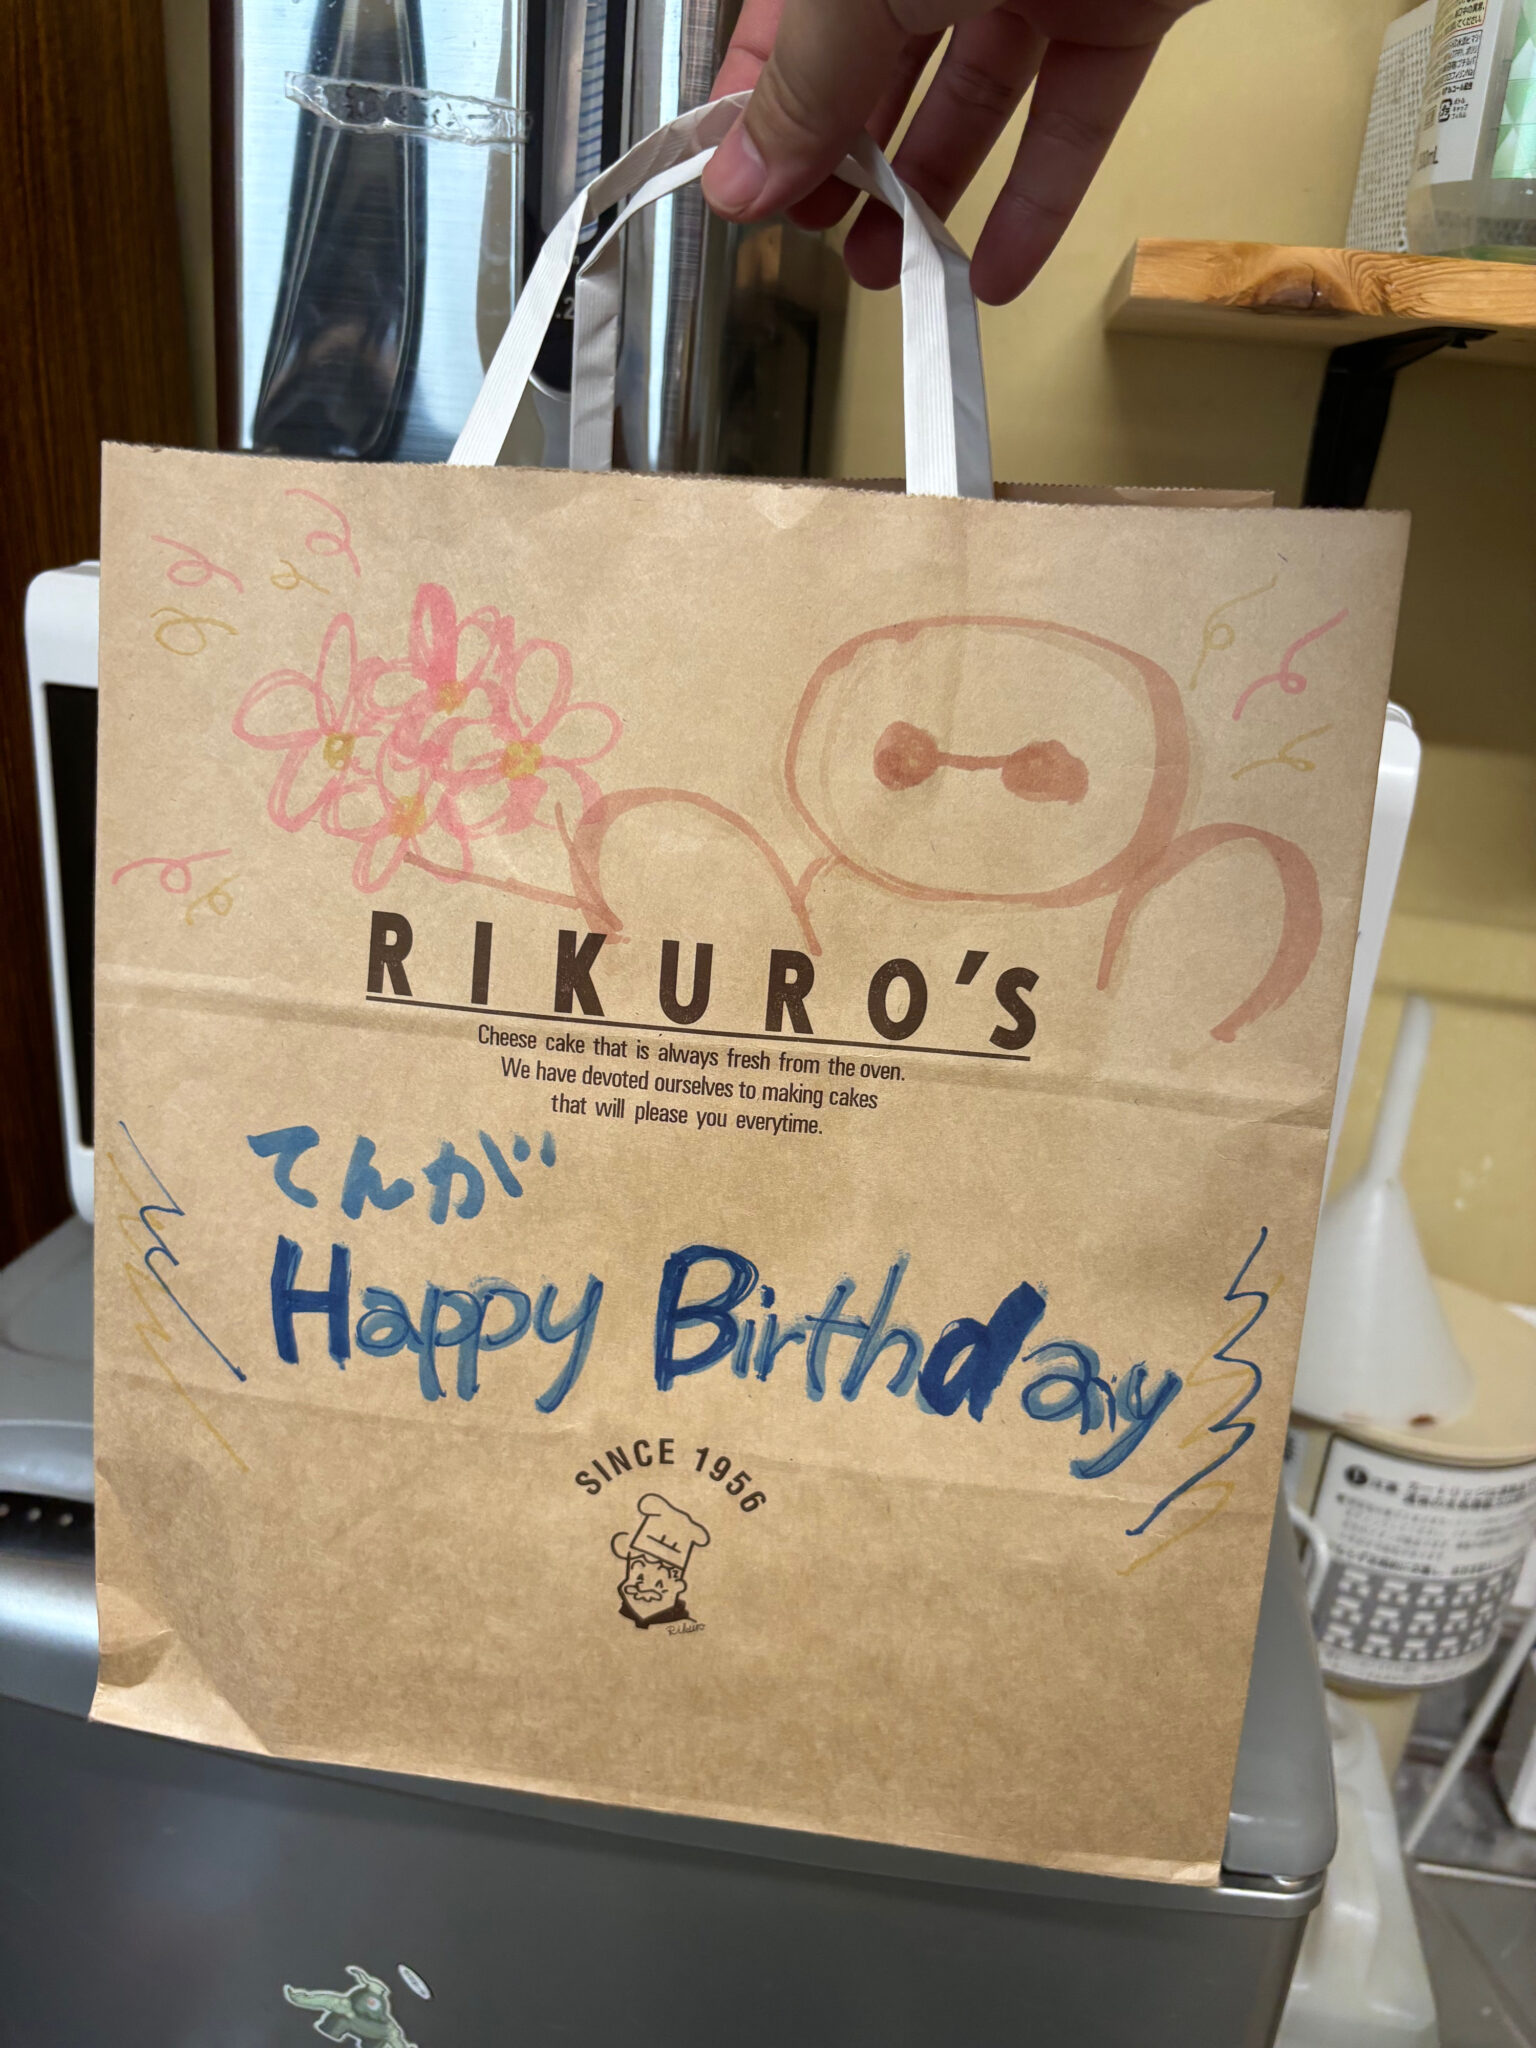 RIKURO'S
Cheese cake that is always fresh from the oven.
We have devoted ourselves to making cakes
that will please you everytime.
てんが
Happy Birthday
SINCE 1956
Rikuro